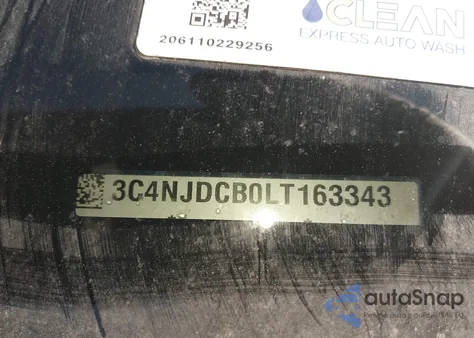 CLEAN
EXPRESS AUTO WASH
206110229256
3C4NJDCB0LT163343
autoSnap